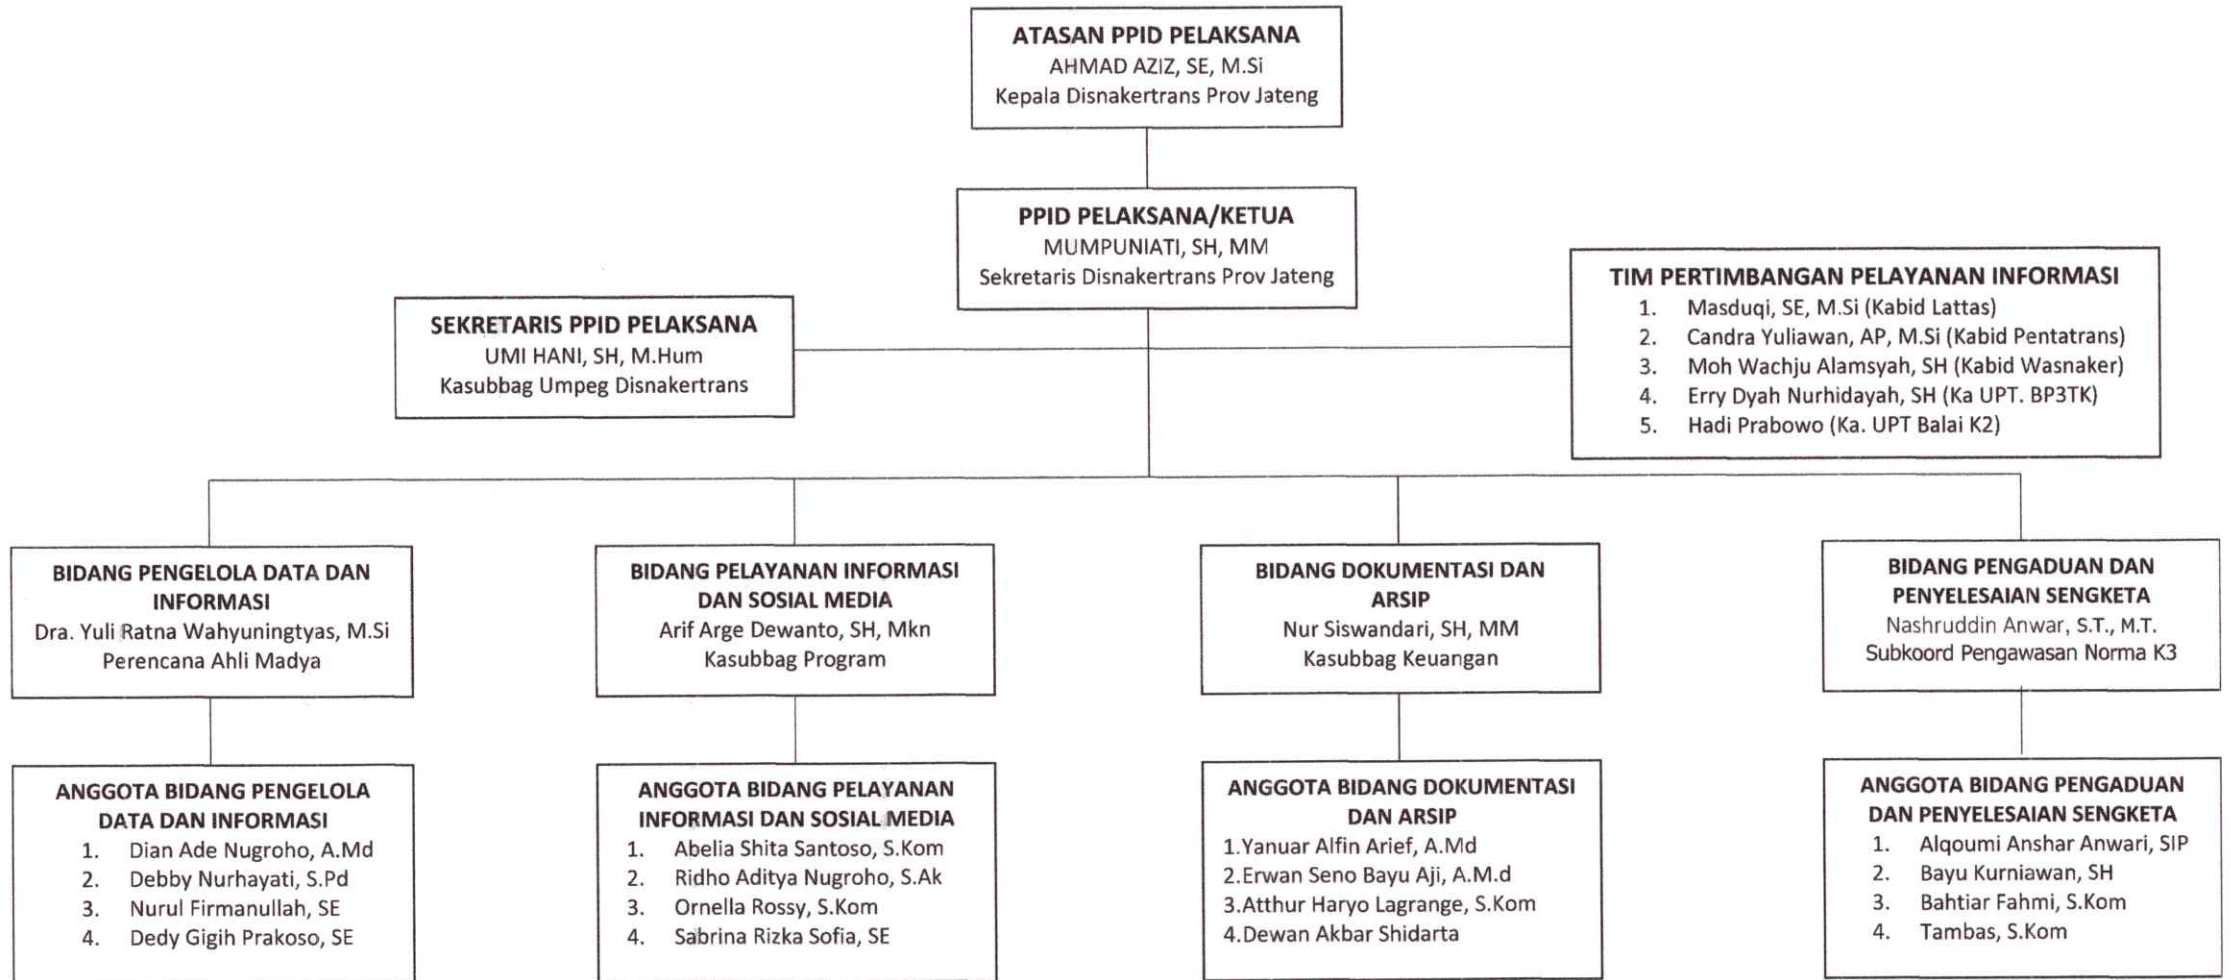 ATASAN PPID PELAKSANA
AHMAD AZIZ, SE, M.Si
Kepala Disnakertrans Prov Jateng
PPID PELAKSANA/KETUA
MUMPUNIATI, SH, MM
Sekretaris Disnakertrans Prov Jateng
SEKRETARIS PPID PELAKSANA
UMI HANI, SH, M.Hum
Kasubbag Umpeg Disnakertrans
TIM PERTIMBANGAN PELAYANAN INFORMASI
1. Masduqi, SE, M.Si (Kabid Lattas)
2. Candra Yuliawan, AP, M.Si (Kabid Pentatrans)
3. Moh Wachju Alamsyah, SH (Kabid Wasnaker)
4. Erry Dyah Nurhidayah, SH (Ka UPT. BP3TK)
5. Hadi Prabowo (Ka. UPT Balai K2)
BIDANG PENGELOLA DATA DAN
INFORMASI
Dra. Yuli Ratna Wahyuningtyas, M.Si
Perencana Ahli Madya
BIDANG PELAYANAN INFORMASI
DAN SOSIAL MEDIA
Arif Arge Dewanto, SH, Mkn
Kasubbag Program
BIDANG DOKUMENTASI DAN
ARSIP
Nur Siswandari, SH, MM
Kasubbag Keuangan
BIDANG PENGADUAN DAN
PENYELESAIAN SENGKETA
Nashruddin Anwar, S.T., M.T.
Subkoord Pengawasan Norma K3
ANGGOTA BIDANG PENGELOLA
DATA DAN INFORMASI
1. Dian Ade Nugroho, A.Md
2. Debby Nurhayati, S.Pd
3. Nurul Firmanullah, SE
4. Dedy Gigih Prakoso, SE
ANGGOTA BIDANG PELAYANAN
INFORMASI DAN SOSIAL MEDIA
1. Abelia Shita Santoso, S.Kom
2. Ridho Aditya Nugroho, S.Ak
3. Ornella Rossy, S.Kom
4. Sabrina Rizka Sofia, SE
ANGGOTA BIDANG DOKUMENTASI
DAN ARSIP
1.Yanuar Alfin Arief, A.Md
2.Erwan Seno Bayu Aji, A.M.d
3.Atthur Haryo Lagrange, S.Kom
4.Dewan Akbar Shidarta
ANGGOTA BIDANG PENGADUAN
DAN PENYELESAIAN SENGKETA
1. Alqoumi Anshar Anwari, SIP
2. Bayu Kurniawan, SH
3. Bahtiar Fahmi, S.Kom
4. Tambas, S.Kom